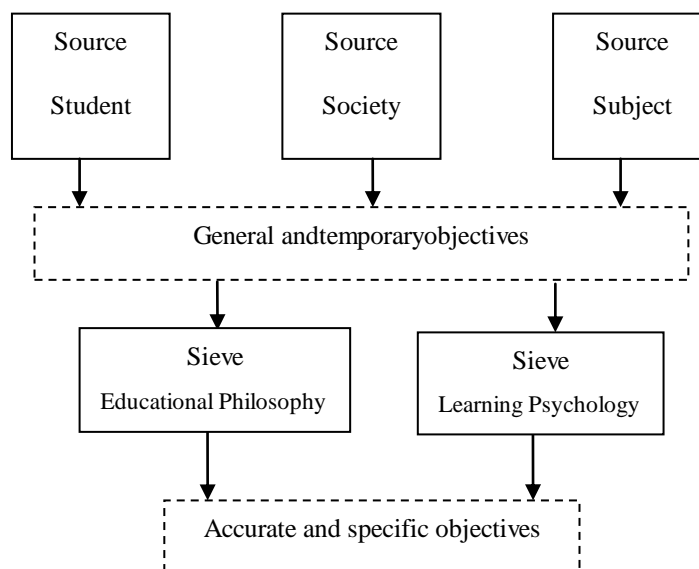 Source
Student
Source
Society
Source
Subject
General andtemporaryobjectives
Sieve
Educational Philosophy
Sieve
Learning Psychology
Accurate and specific objectives